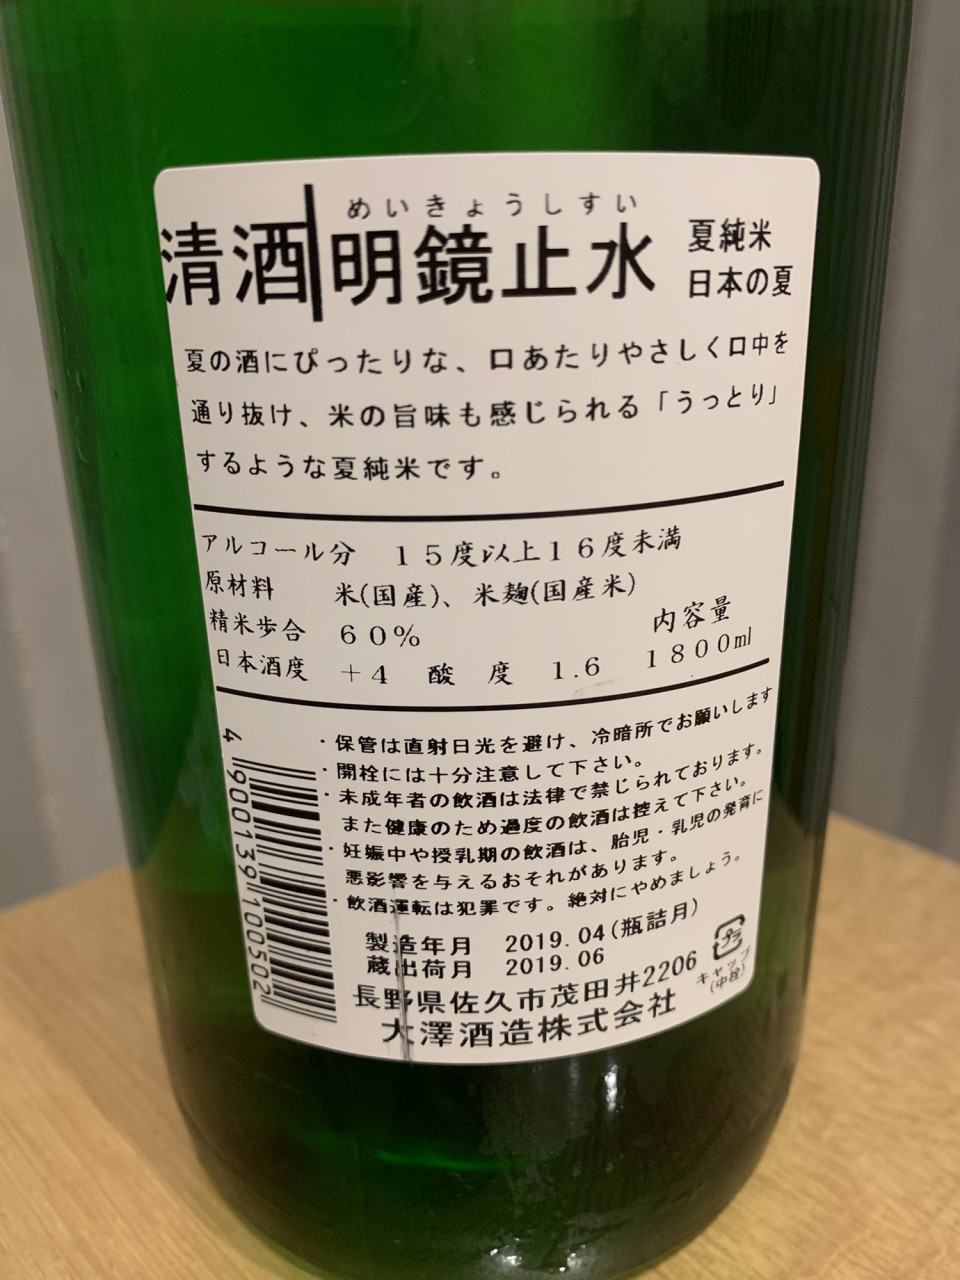 めいきょうしすい
清酒 明鏡止水 夏純米
日本の夏
夏の酒にぴったりな、口あたりやさしく口中を
通り抜け、米の旨味も感じられる「うっとり」
するような夏純米です。
アルコール分 15度以上16度未満
原材料 米(国産)、米麹(国産米)
精米歩合 60% 内容量
日本酒度 +4 酸 度 1.6 1800ml
・保管は直射日光を避け、冷暗所でお願いします
・開栓には十分注意して下さい。
・未成年者の飲酒は法律で禁じられております。
また健康のため過度の飲酒は控えて下さい。
・妊娠中や授乳期の飲酒は、胎児・乳児の発育に
悪影響を与えるおそれがあります。
・飲酒運転は犯罪です。絶対にやめましょう。
製造年月 2019.04(瓶詰月)
蔵出荷月 2019.06
長野県佐久市茂田井2206
大澤酒造株式会社
プラ
キャップ
(中栓)
4 900139 100502